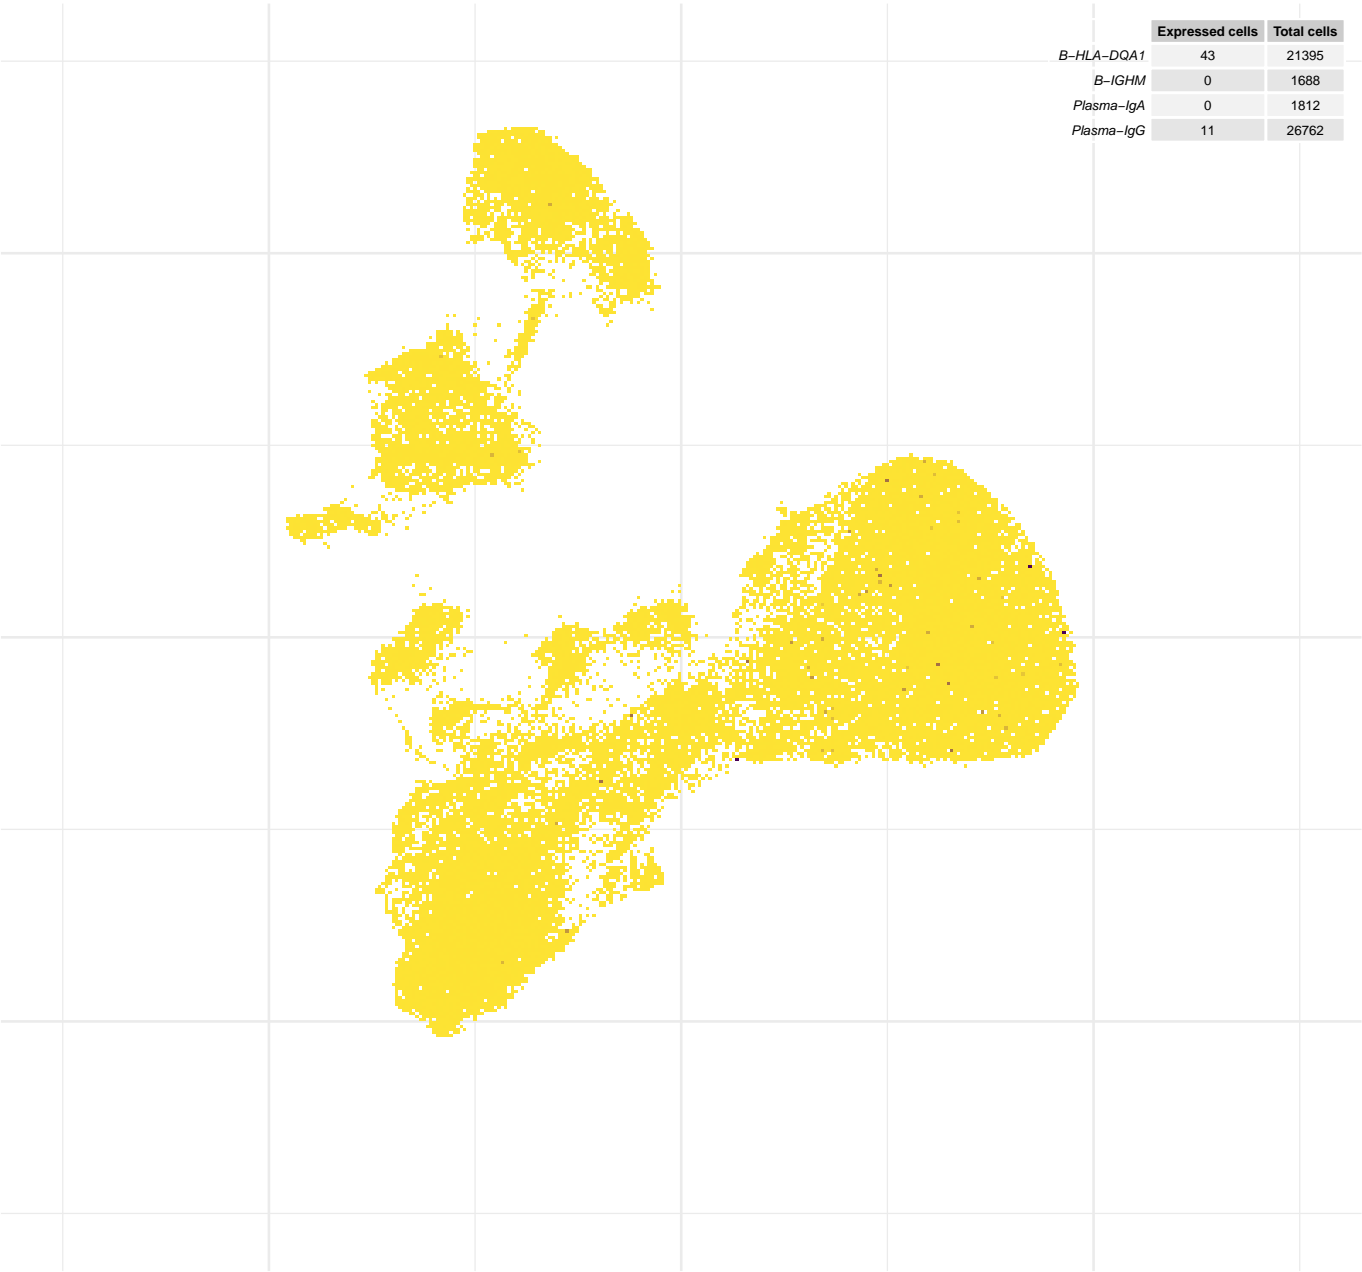 Expressed cells Total cells
B−HLA−DQA1 43 21395
B−IGHM 0 1688
Plasma−IgA 0 1812
Plasma−IgG 11 26762